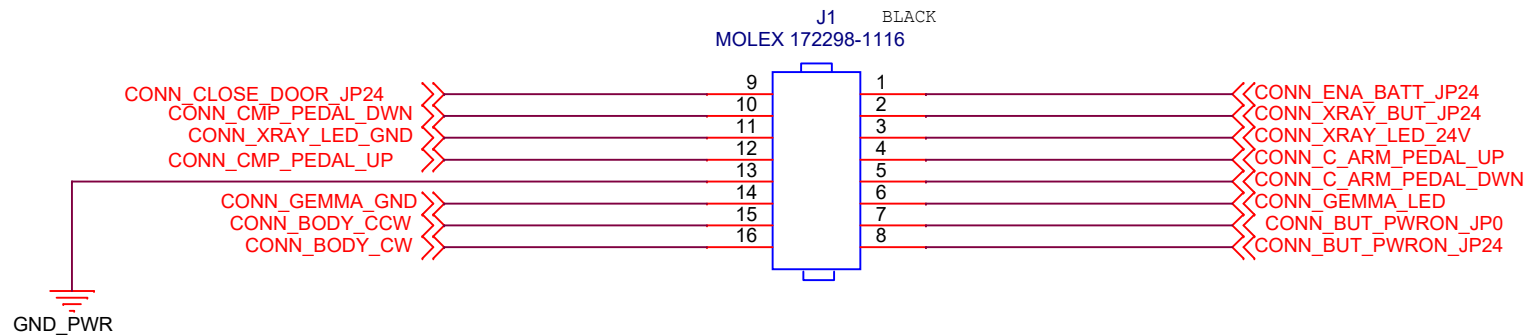 J1 BLACK
MOLEX 172298-1116
CONN_CLOSE_DOOR_JP24 9 1 CONN_ENA_BATT_JP24
CONN_CMP_PEDAL_DWN 10 2 CONN_XRAY_BUT_JP24
CONN_XRAY_LED_GND 11 3 CONN_XRAY_LED_24V
CONN_CMP_PEDAL_UP 12 4 CONN_C_ARM_PEDAL_UP
13 5 CONN_C_ARM_PEDAL_DWN
CONN_GEMMA_GND 14 6 CONN_GEMMA_LED
CONN_BODY_CCW 15 7 CONN_BUT_PWRON_JP0
CONN_BODY_CW 16 8 CONN_BUT_PWRON_JP24
GND_PWR